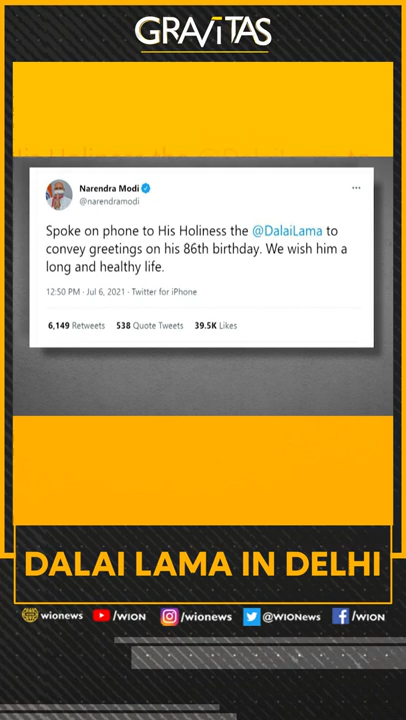 GRAVITAS
Narendra Modi
@narendramodi
Spoke on phone to His Holiness the @DalaiLama to
convey greetings on his 86th birthday. We wish him a
long and healthy life.
12:50 PM · Jul 6, 2021 · Twitter for iPhone
6,149 Retweets 538 Quote Tweets 39.5K Likes
DALAI LAMA IN DELHI
wionews /WION /wionews @WIONews /WION